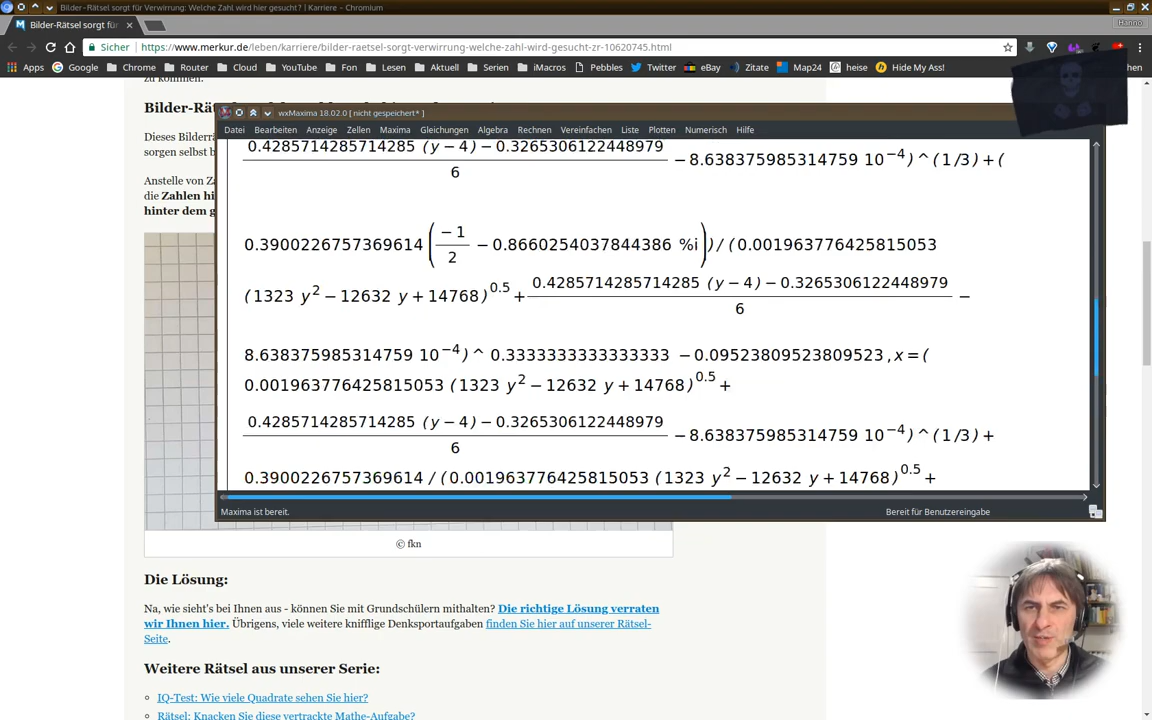 Bilder-Rätsel sorgt für Verwirrung: Welche Zahl wird hier gesucht? | Karriere - Chromium
Bilder-Rätsel sorgt für
Hanno
Sicher
https://www.merkur.de/leben/karriere/bilder-raetsel-sorgt-verwirrung-welche-zahl-wird-gesucht-zr-10620745.html
Apps Google Chrome Router Cloud YouTube Fon Lesen Aktuell Serien iMacros Pebbles Twitter eBay Zitate Map24 heise Hide My Ass!
zu können.
Bilder-Rä
Dieses Bilderrä
sorgen selbst b
Anstelle von Za
die Zahlen hi
hinter dem g
wxMaxima 18.02.0 [ nicht gespeichert* ]
Datei Bearbeiten Anzeige Zellen Maxima Gleichungen Algebra Rechnen Vereinfachen Liste Plotten Numerisch Hilfe
0.4285714285714285 (y−4)−0.3265306122448979
6
−8.638375985314759 10^−4)^(1/3)+(
0.3900226757369614 (−1/2 −0.8660254037844386 %i))/(0.001963776425815053
(1323 y^2−12632 y+14768)^0.5+ 0.4285714285714285 (y−4)−0.3265306122448979 −
6
8.638375985314759 10^−4)^ 0.3333333333333333 −0.09523809523809523,x=(
0.001963776425815053 (1323 y^2−12632 y+14768)^0.5+
0.4285714285714285 (y−4)−0.3265306122448979
6
−8.638375985314759 10^−4)^(1/3)+
0.3900226757369614/(0.001963776425815053 (1323 y^2−12632 y+14768)^0.5+
Maxima ist bereit.
Bereit für Benutzereingabe
© fkn
Die Lösung:
Na, wie sieht's bei Ihnen aus - können Sie mit Grundschülern mithalten? Die richtige Lösung verraten
wir Ihnen hier. Übrigens, viele weitere knifflige Denksportaufgaben finden Sie hier auf unserer Rätsel-
Seite.
Weitere Rätsel aus unserer Serie:
IQ-Test: Wie viele Quadrate sehen Sie hier?
Rätsel: Knacken Sie diese vertrackte Mathe-Aufgabe?